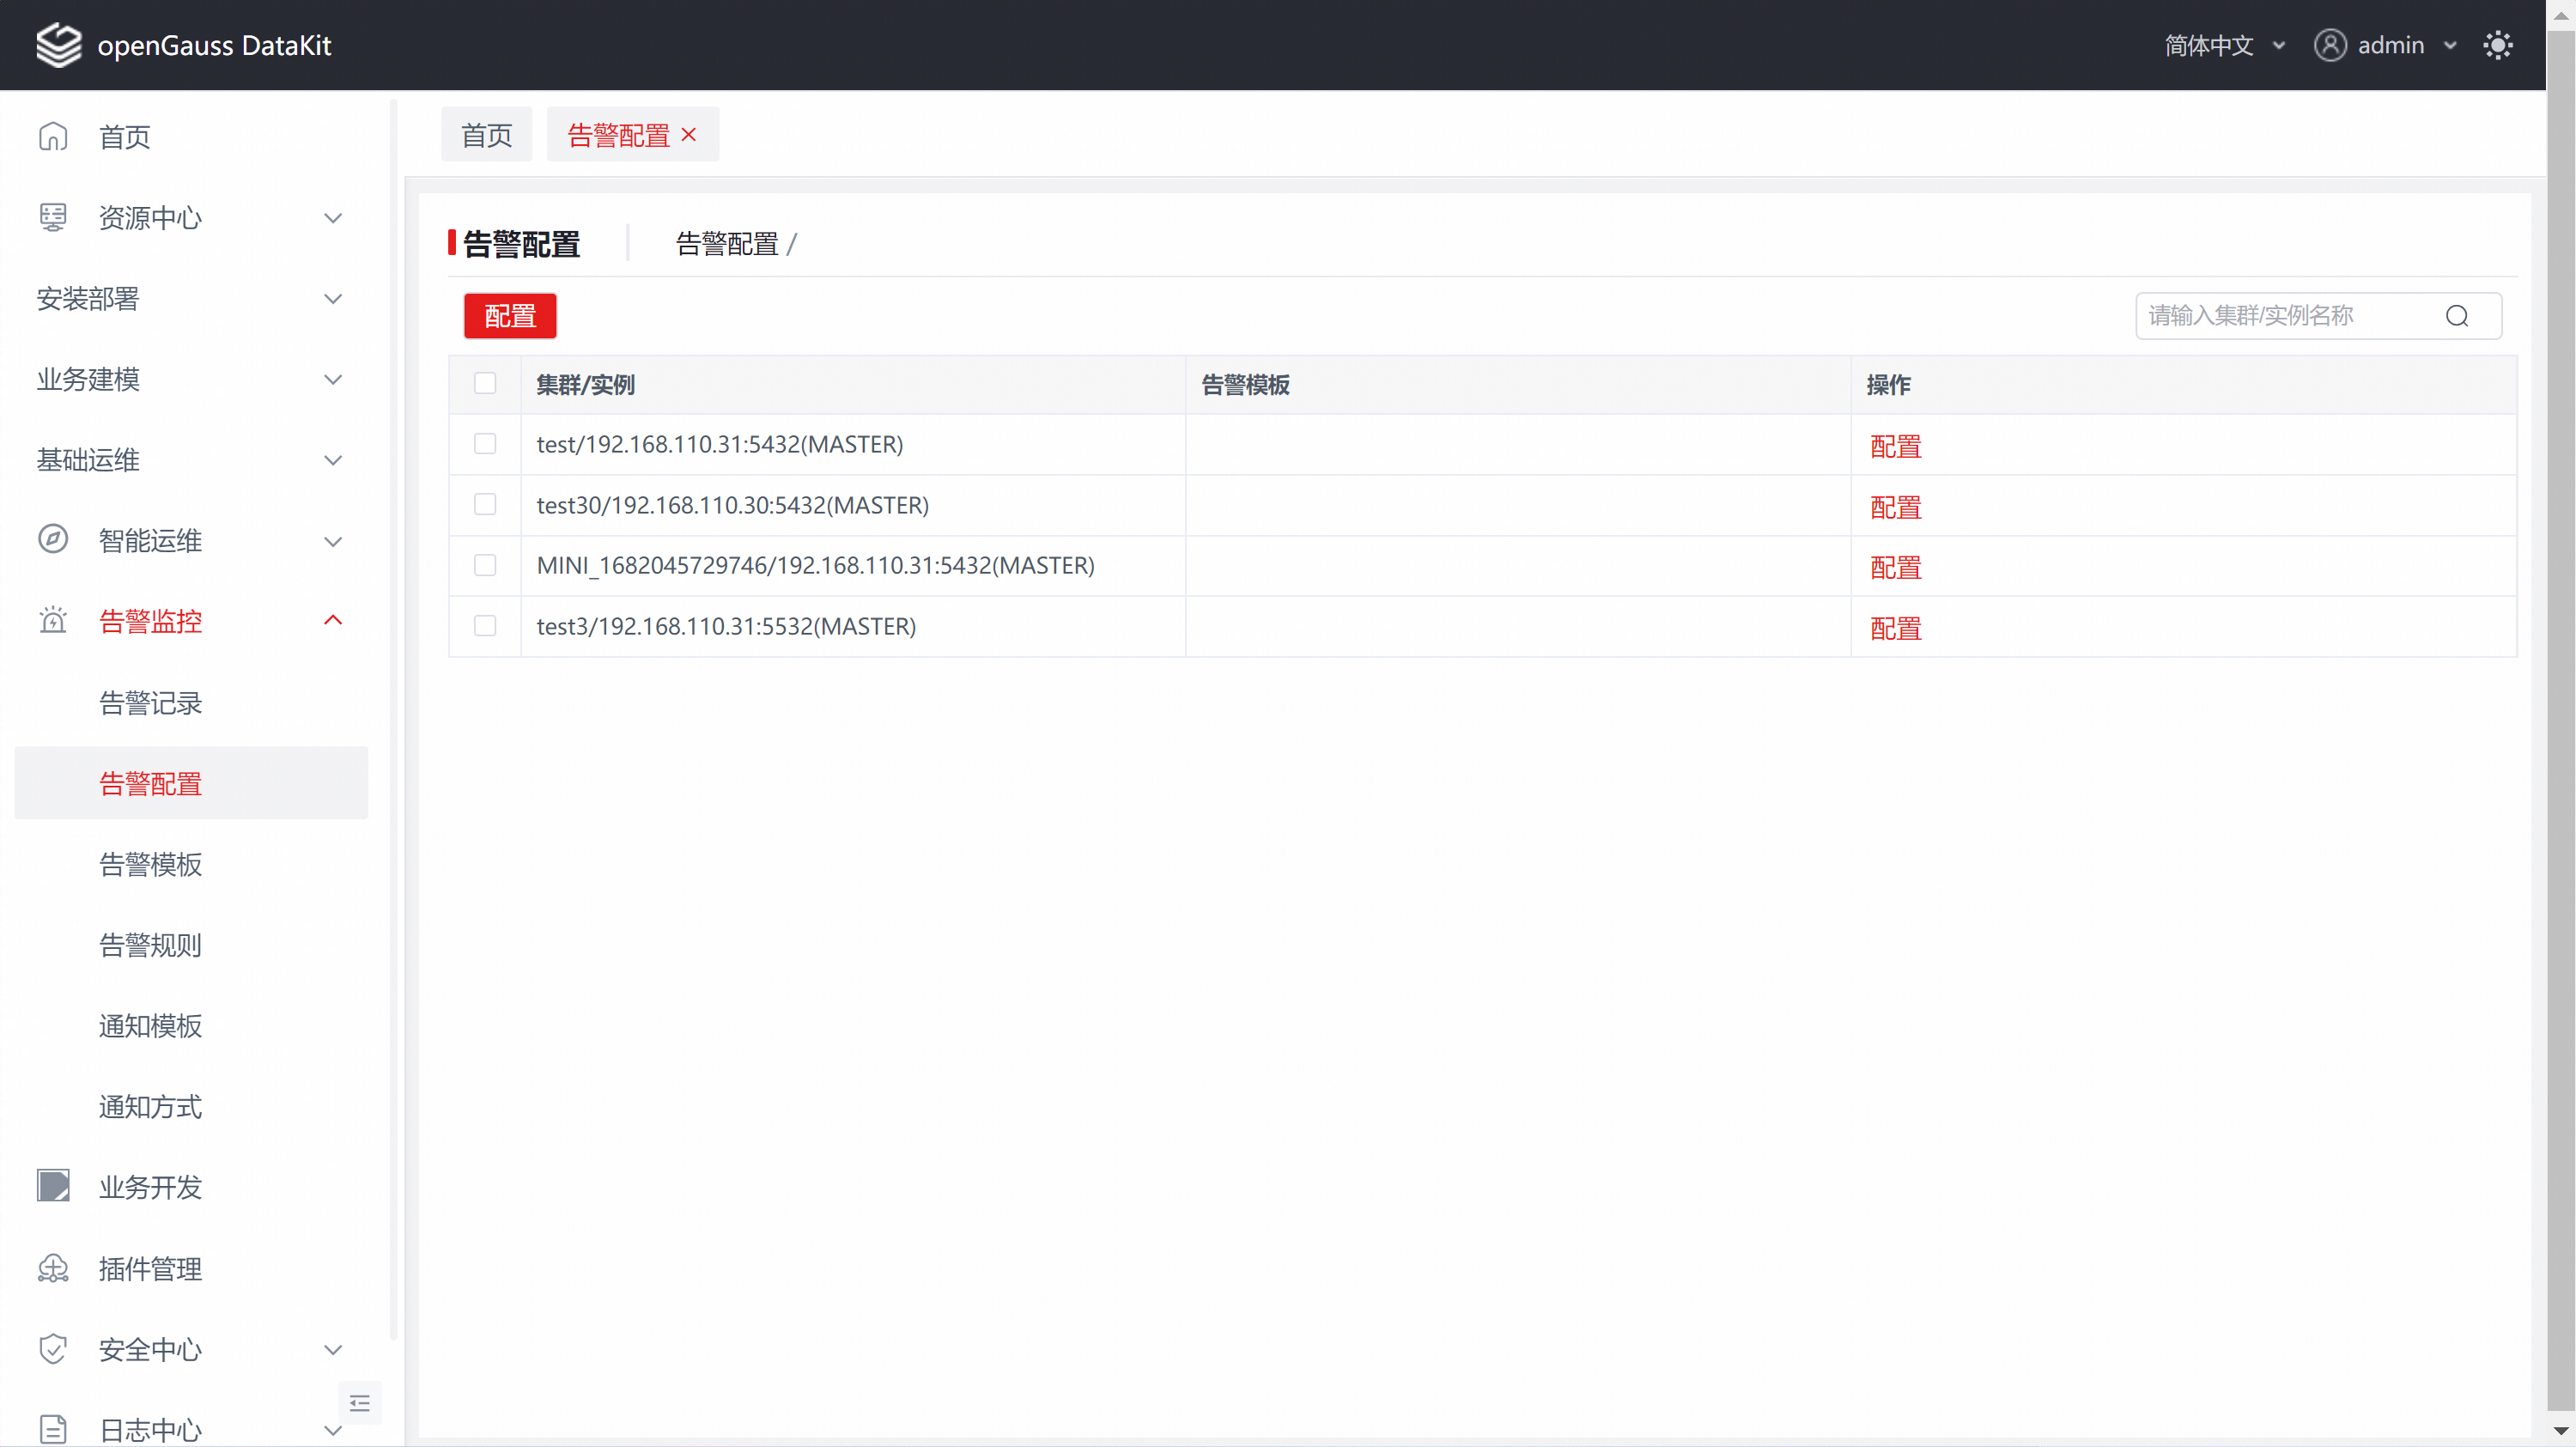 openGauss DataKit
简体中文
admin
首页
资源中心
安装部署
业务建模
基础运维
智能运维
告警监控
告警记录
告警配置
告警模板
告警规则
通知模板
通知方式
业务开发
插件管理
安全中心
日志中心
首页
告警配置
告警配置
告警配置 /
配置
请输入集群/实例名称
集群/实例 告警模板 操作
test/192.168.110.31:5432(MASTER) 配置
test30/192.168.110.30:5432(MASTER) 配置
MINI_1682045729746/192.168.110.31:5432(MASTER) 配置
test3/192.168.110.31:5532(MASTER) 配置